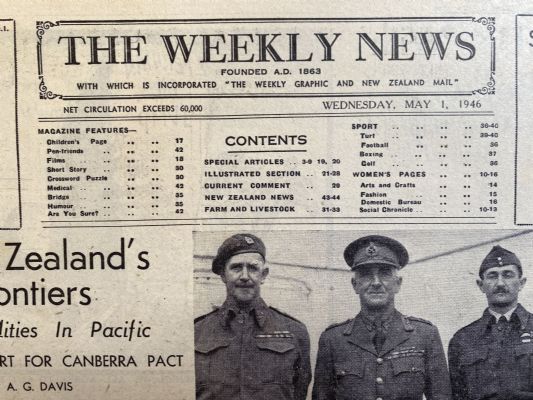 THE WEEKLY NEWS
FOUNDED A.D. 1863
WITH WHICH IS INCORPORATED "THE WEEKLY GRAPHIC AND NEW ZEALAND MAIL"
NET CIRCULATION EXCEEDS 60,000
WEDNESDAY, MAY 1, 1946
MAGAZINE FEATURES—
Children's Page .. .. 17
Pen-friends .. .. 42
Films .. .. 18
Short Story .. .. 30
Crossword Puzzle .. .. 30
Medical .. .. 42
Bridge .. .. 35
Humour .. .. 35
Are You Sure? .. .. 42
CONTENTS
SPECIAL ARTICLES .. 3-9 19, 20
ILLUSTRATED SECTION .. 21-28
CURRENT COMMENT .. 29
NEW ZEALAND NEWS .. 43-44
FARM AND LIVESTOCK .. 31-33
SPORT .. .. .. 36-40
Turf .. .. .. 39-40
Football .. .. 36
Boxing .. .. 37
Golf .. .. .. 36
WOMEN'S PAGES .. 10-16
Arts and Crafts .. .. 14
Fashion .. .. 15
Domestic Bureau .. .. 16
Social Chronicle .. .. 10-13
Zealand's
ontiers
lities In Pacific
RT FOR CANBERRA PACT
A. G. DAVIS